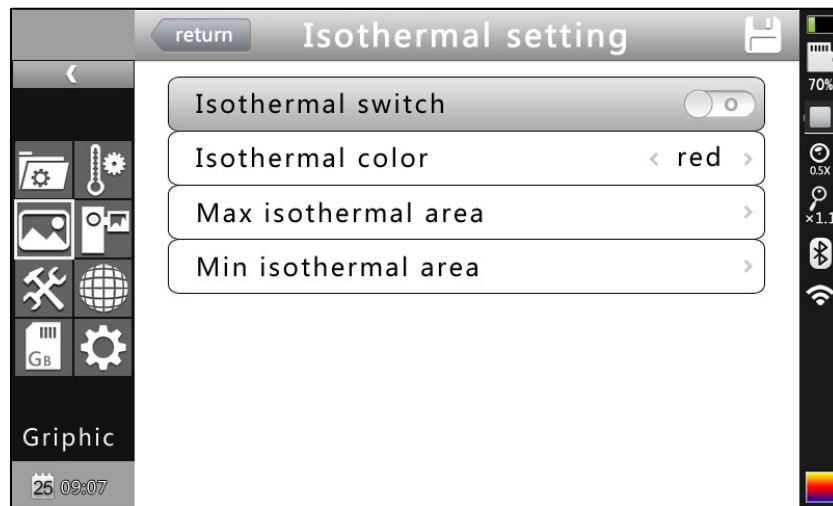 return
Isothermal setting
Isothermal switch
Isothermal color
red
Max isothermal area
Min isothermal area
GB
Griphic
25 09:07
70%
0.5X
×1.1